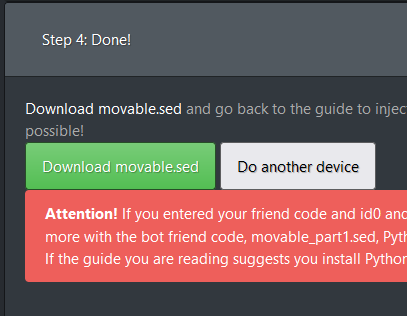 Step 4: Done!
Download movable.sed and go back to the guide to inject
possible!
Download movable.sed
Do another device
Attention! If you entered your friend code and id0 and
more with the bot friend code, movable_part1.sed, Pyth
If the guide you are reading suggests you install Python